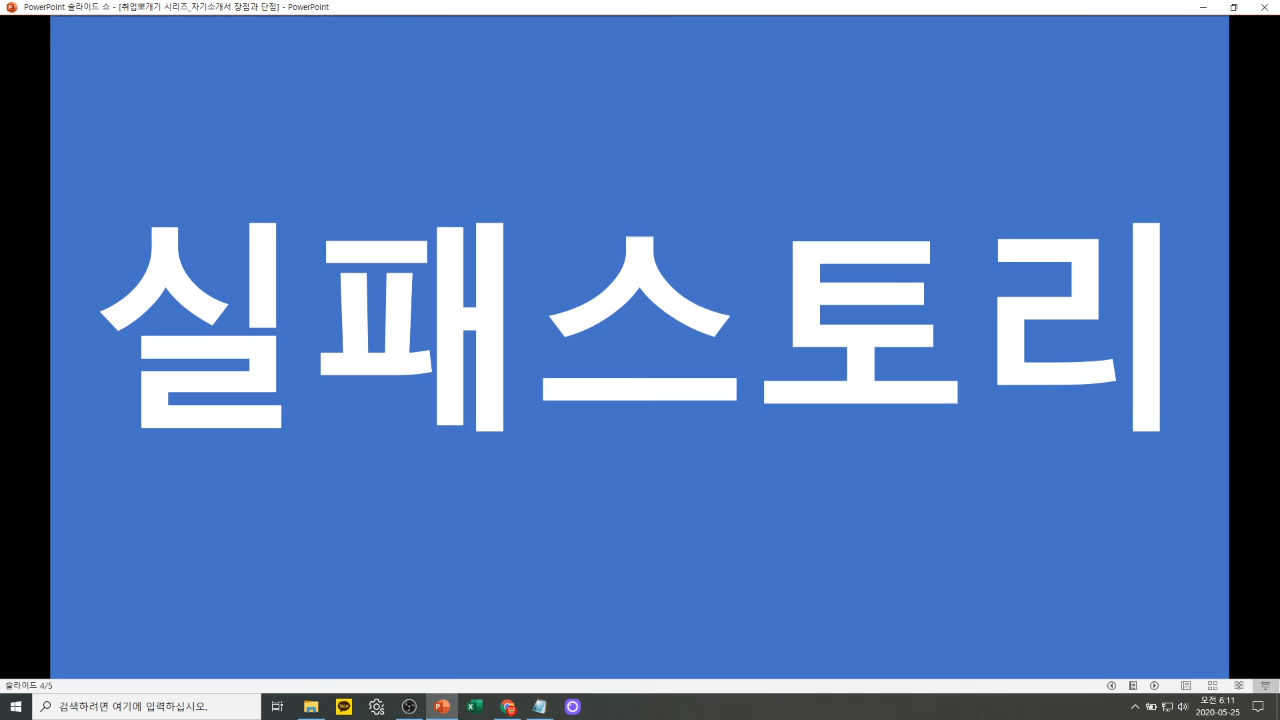 PowerPoint 슬라이드 쇼 - [취업뽀개기 시리즈_자기소개서 장점과 단점] - PowerPoint
실패스토리
슬라이드 4/5
검색하려면 여기에 입력하십시오.
TALK
오전 6:11
2020-05-25